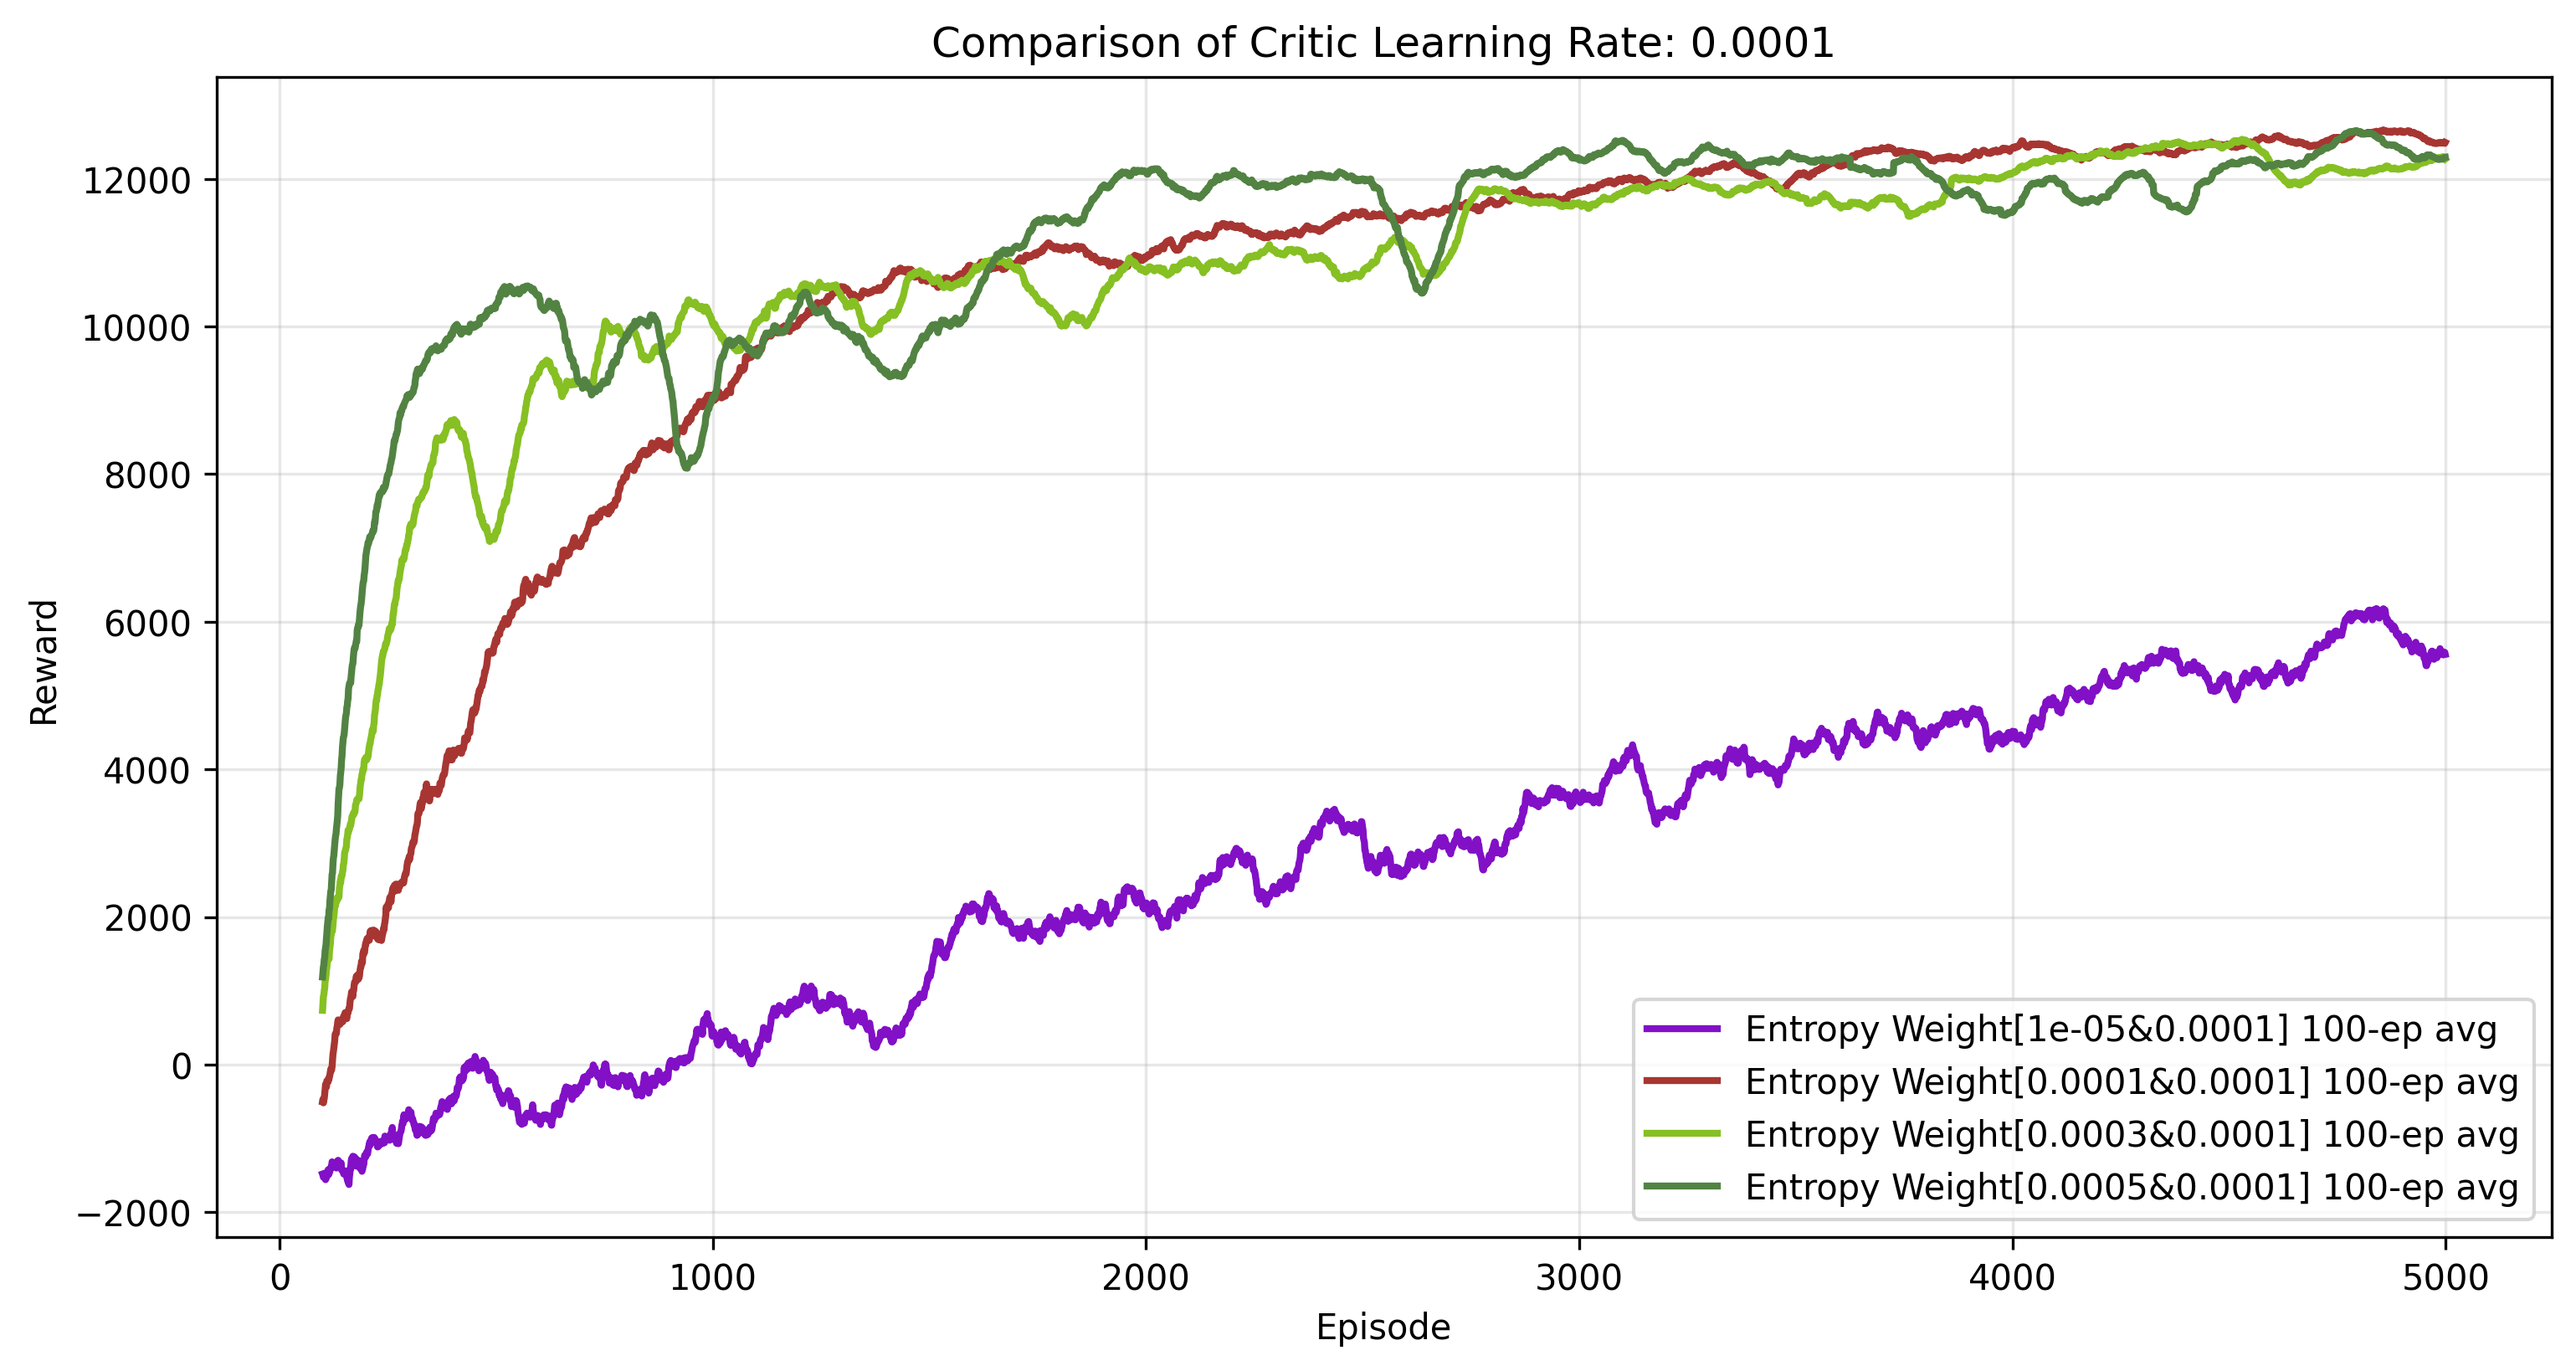 Comparison of Critic Learning Rate: 0.0001
Reward
12000
10000
8000
6000
4000
2000
0
−2000
0
1000
2000
3000
4000
5000
Episode
Entropy Weight[1e-05&0.0001] 100-ep avg
Entropy Weight[0.0001&0.0001] 100-ep avg
Entropy Weight[0.0003&0.0001] 100-ep avg
Entropy Weight[0.0005&0.0001] 100-ep avg